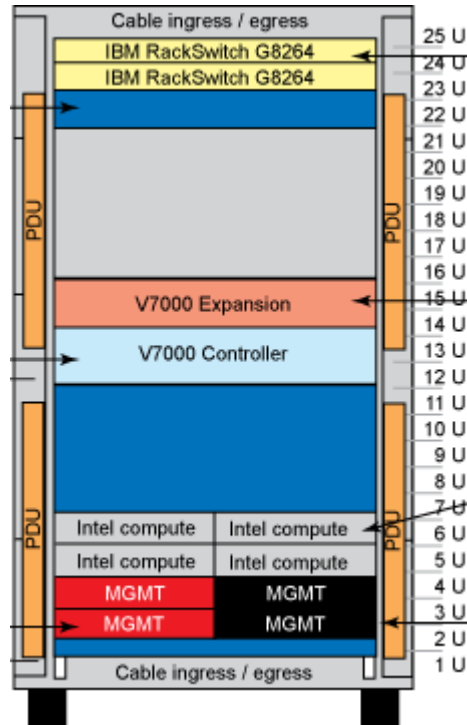 Cable ingress / egress
IBM RackSwitch G8264
IBM RackSwitch G8264
PDU
PDU
V7000 Expansion
V7000 Controller
PDU
PDU
Intel compute Intel compute
Intel compute Intel compute
MGMT MGMT
MGMT MGMT
Cable ingress / egress
25 U
24 U
23 U
22 U
21 U
20 U
19 U
18 U
17 U
16 U
15 U
14 U
13 U
12 U
11 U
10 U
9 U
8 U
7 U
6 U
5 U
4 U
3 U
2 U
1 U